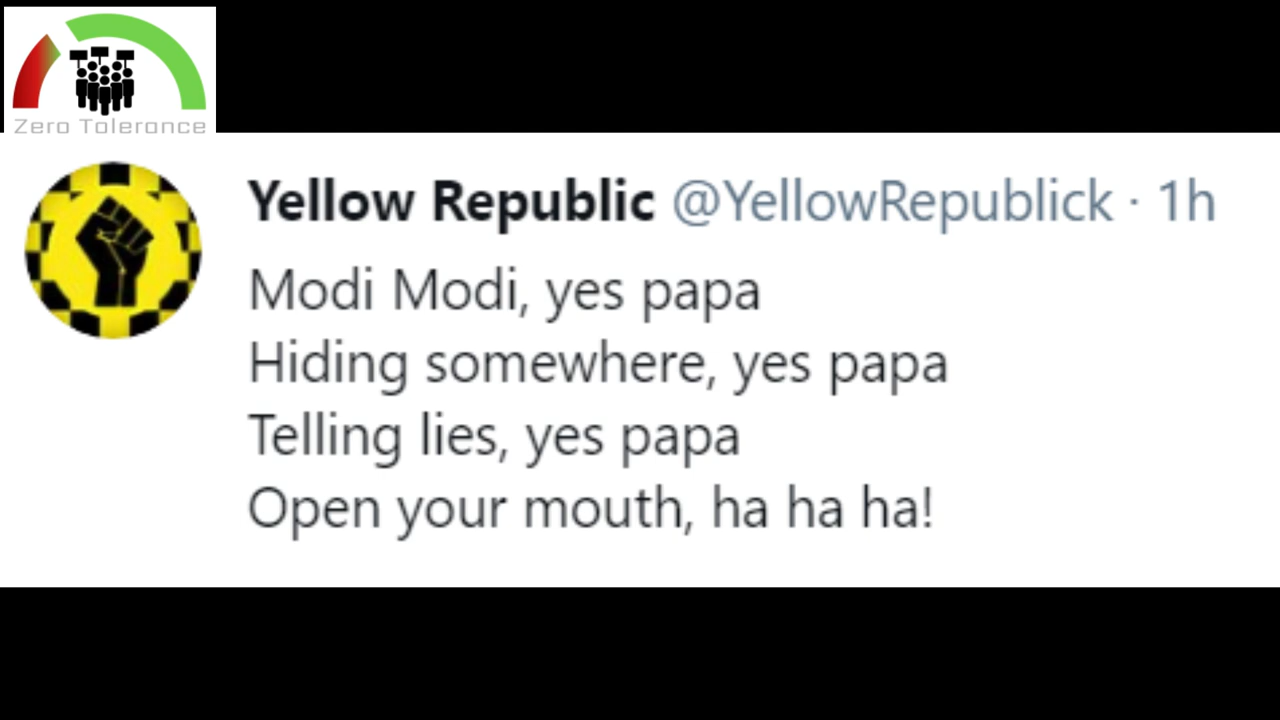 Zero Tolerance
Yellow Republic @YellowRepublick · 1h
Modi Modi, yes papa
Hiding somewhere, yes papa
Telling lies, yes papa
Open your mouth, ha ha ha!